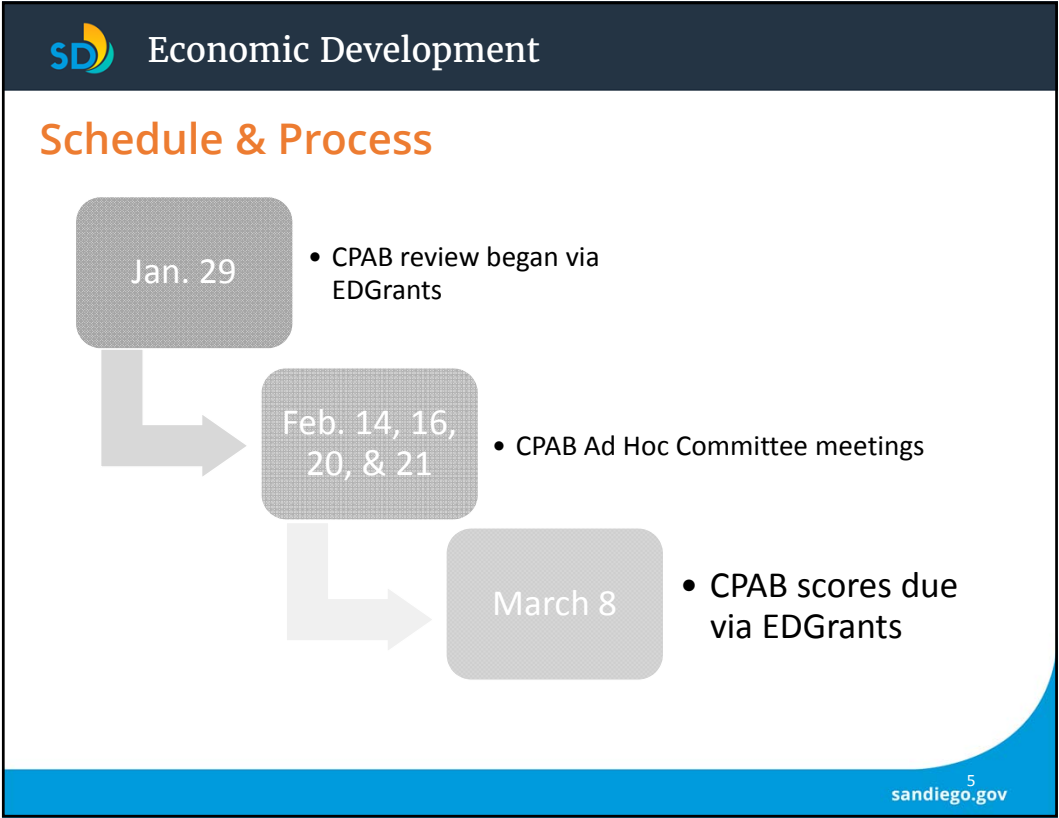 SD
Economic Development
Schedule & Process
Jan. 29
• CPAB review began via
EDGrants
Feb. 14, 16,
20, & 21
• CPAB Ad Hoc Committee meetings
March 8
• CPAB scores due
via EDGrants
5
sandiego.gov